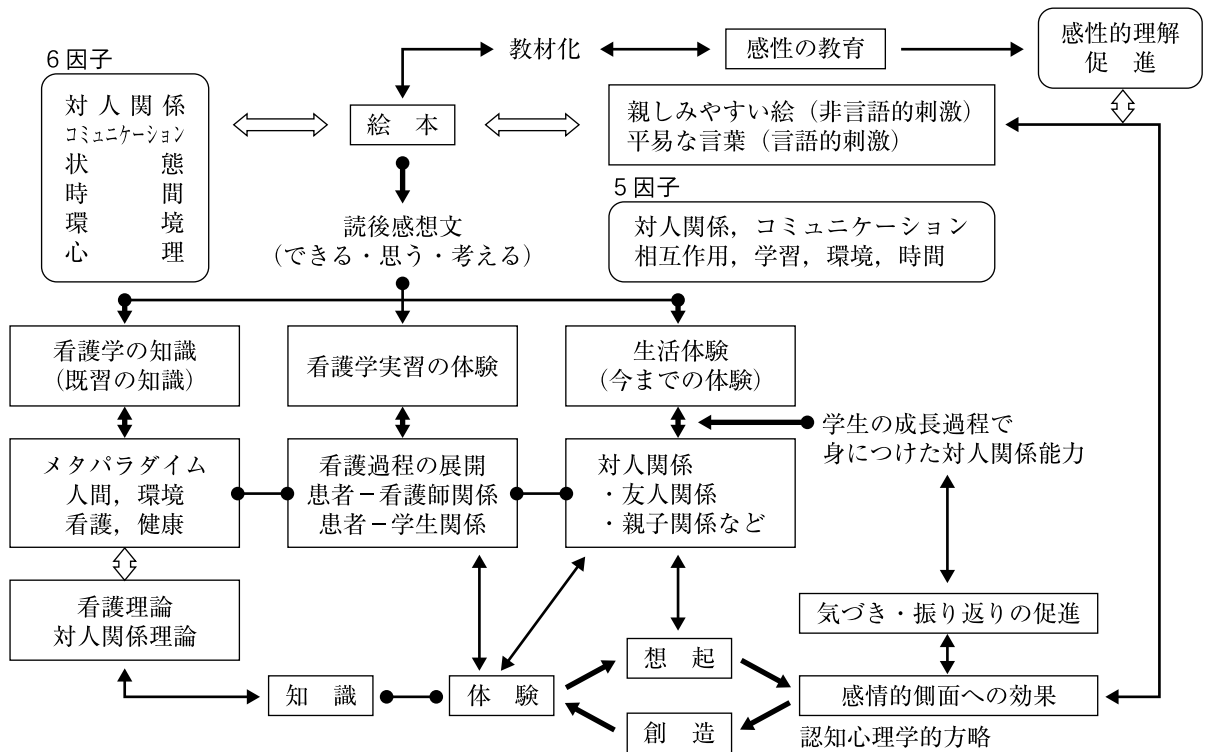 6因子
対人関係
コミュニケーション
状態
時間
環境
心理
絵本
教材化
感性の教育
感性的理解
促進
親しみやすい絵（非言語的刺激）
平易な言葉（言語的刺激）
5因子
対人関係，コミュニケーション
相互作用，学習，環境，時間
読後感想文
（できる・思う・考える）
看護学の知識
（既習の知識）
看護学実習の体験
生活体験
（今までの体験）
学生の成長過程で
身につけた対人関係能力
メタパラダイム
人間，環境
看護，健康
看護過程の展開
患者－看護師関係
患者－学生関係
対人関係
・友人関係
・親子関係など
看護理論
対人関係理論
気づき・振り返りの促進
知識
体験
想起
創造
感情的側面への効果
認知心理学的方略